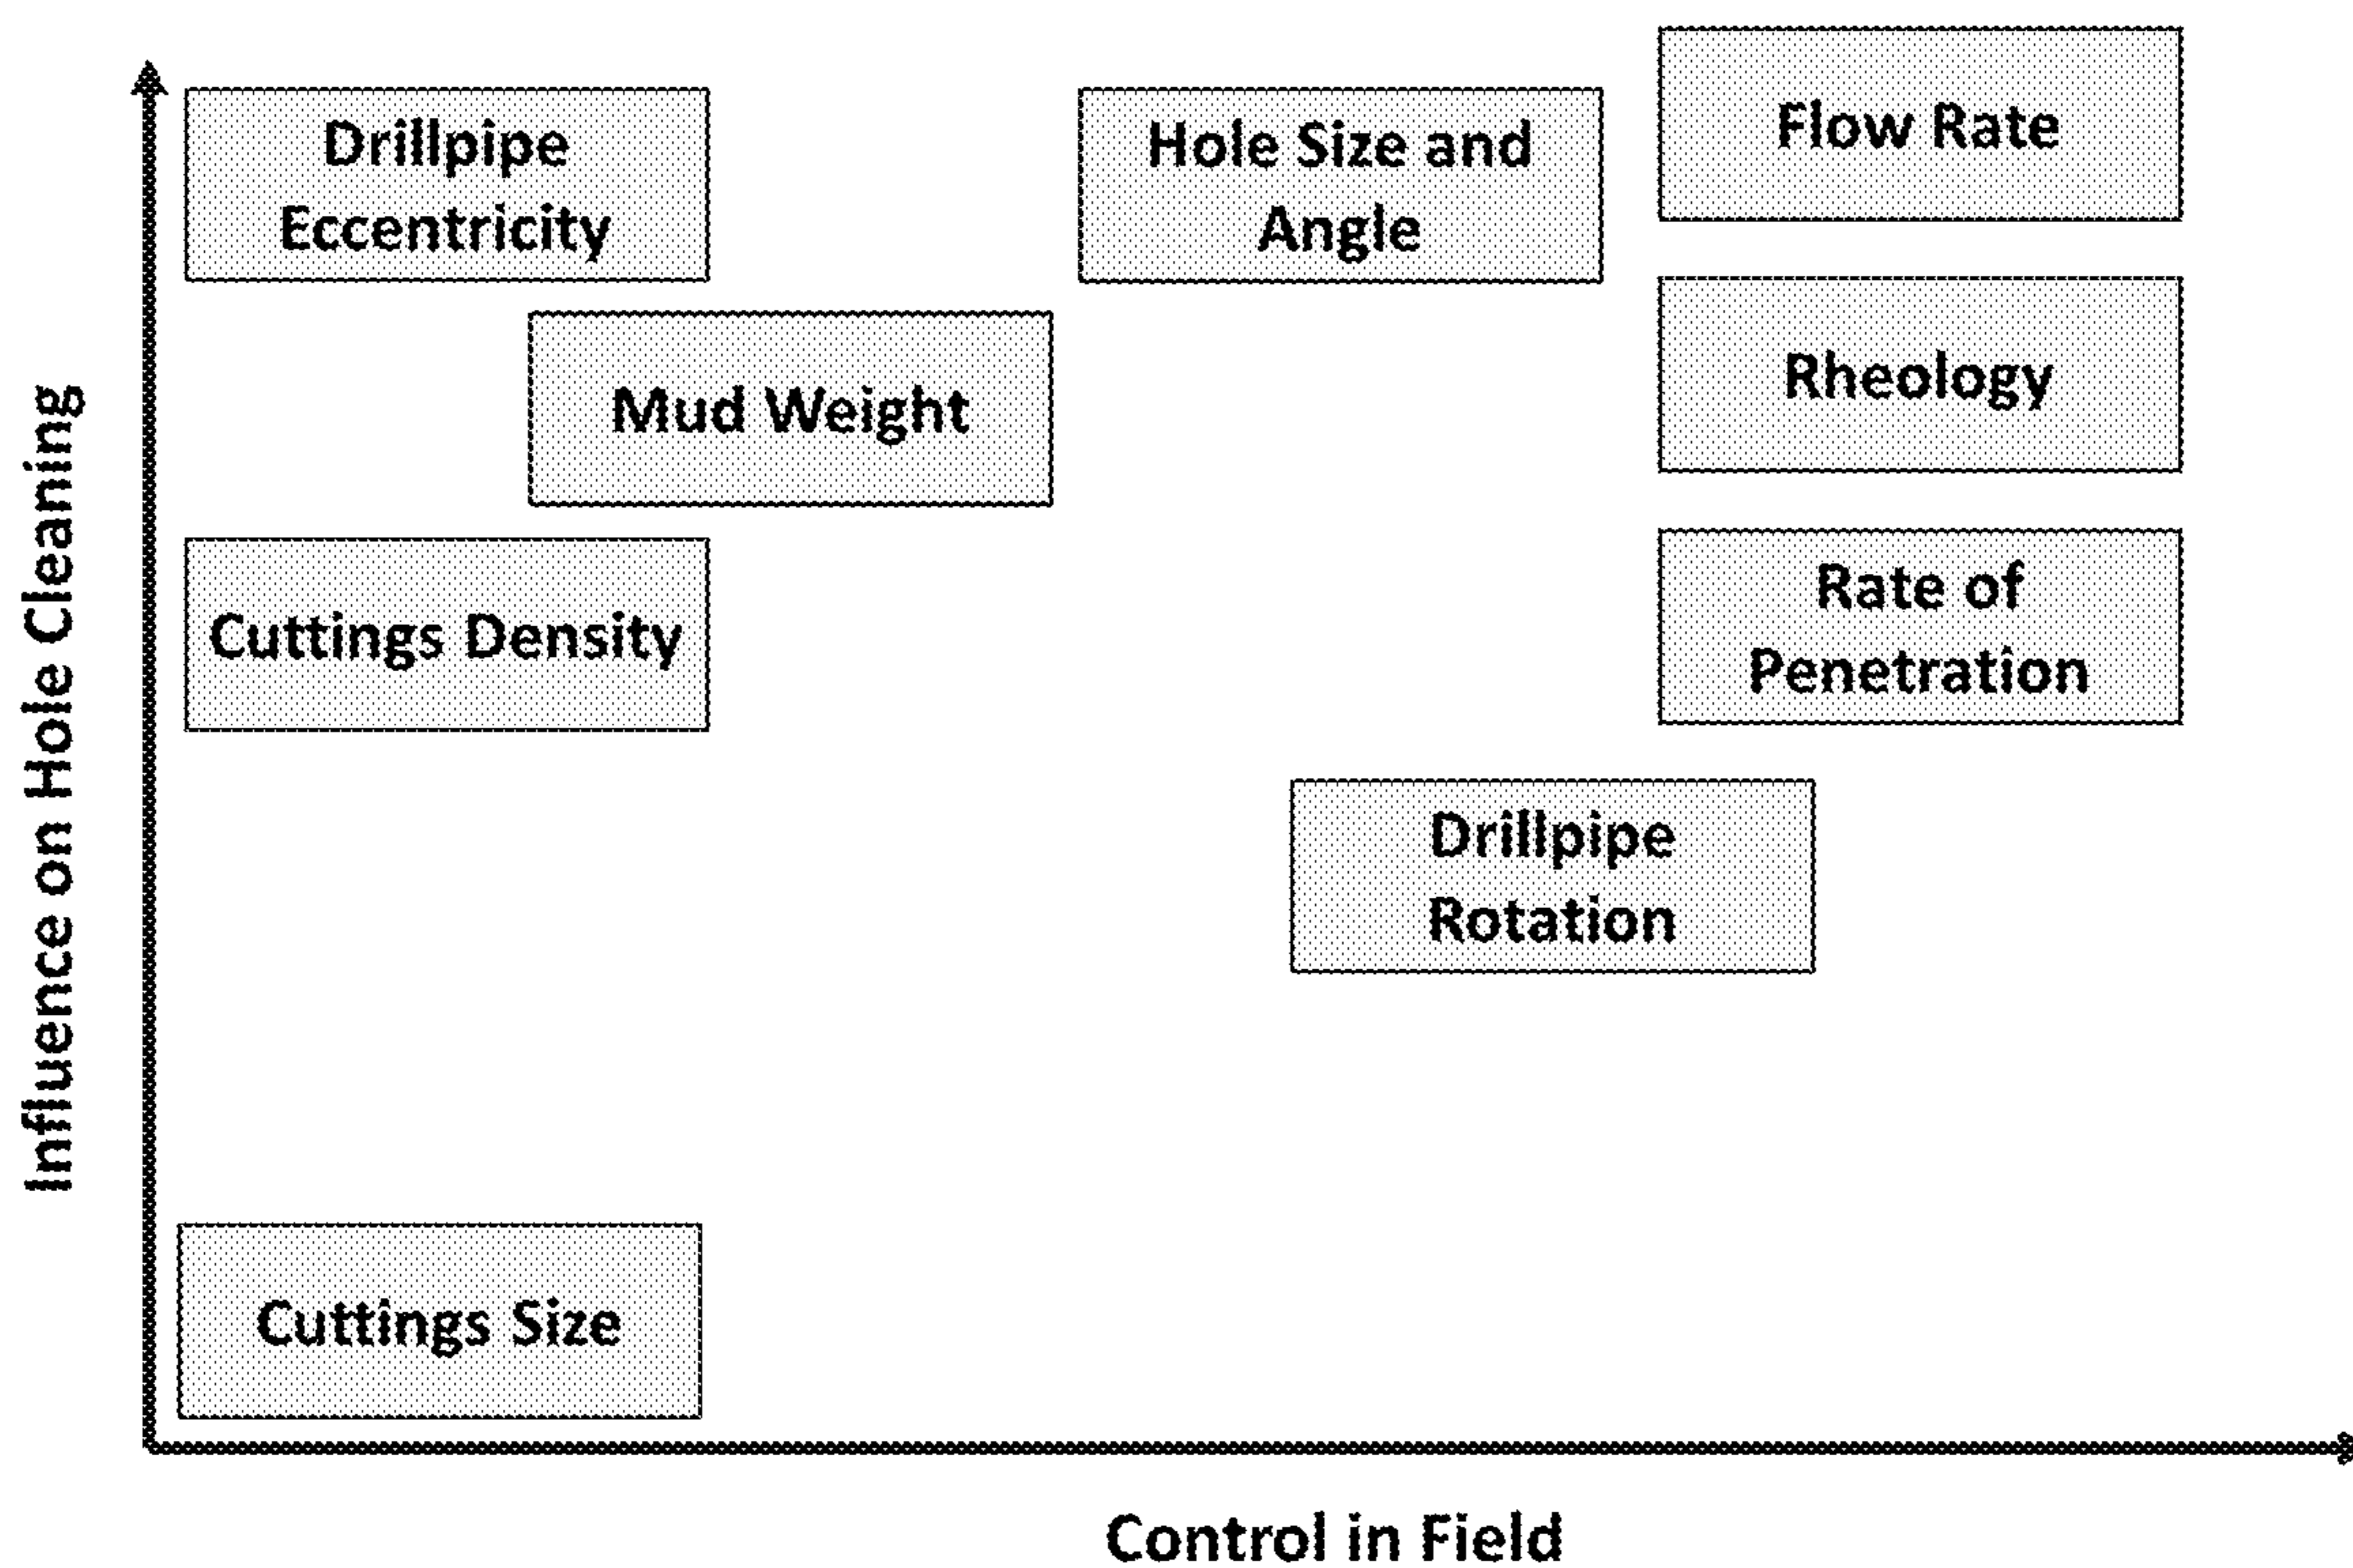 Influence on Hole Cleaning
Drillpipe
Eccentricity
Hole Size and
Angle
Flow Rate
Mud Weight
Rheology
Cuttings Density
Rate of
Penetration
Drillpipe
Rotation
Cuttings Size
Control in Field